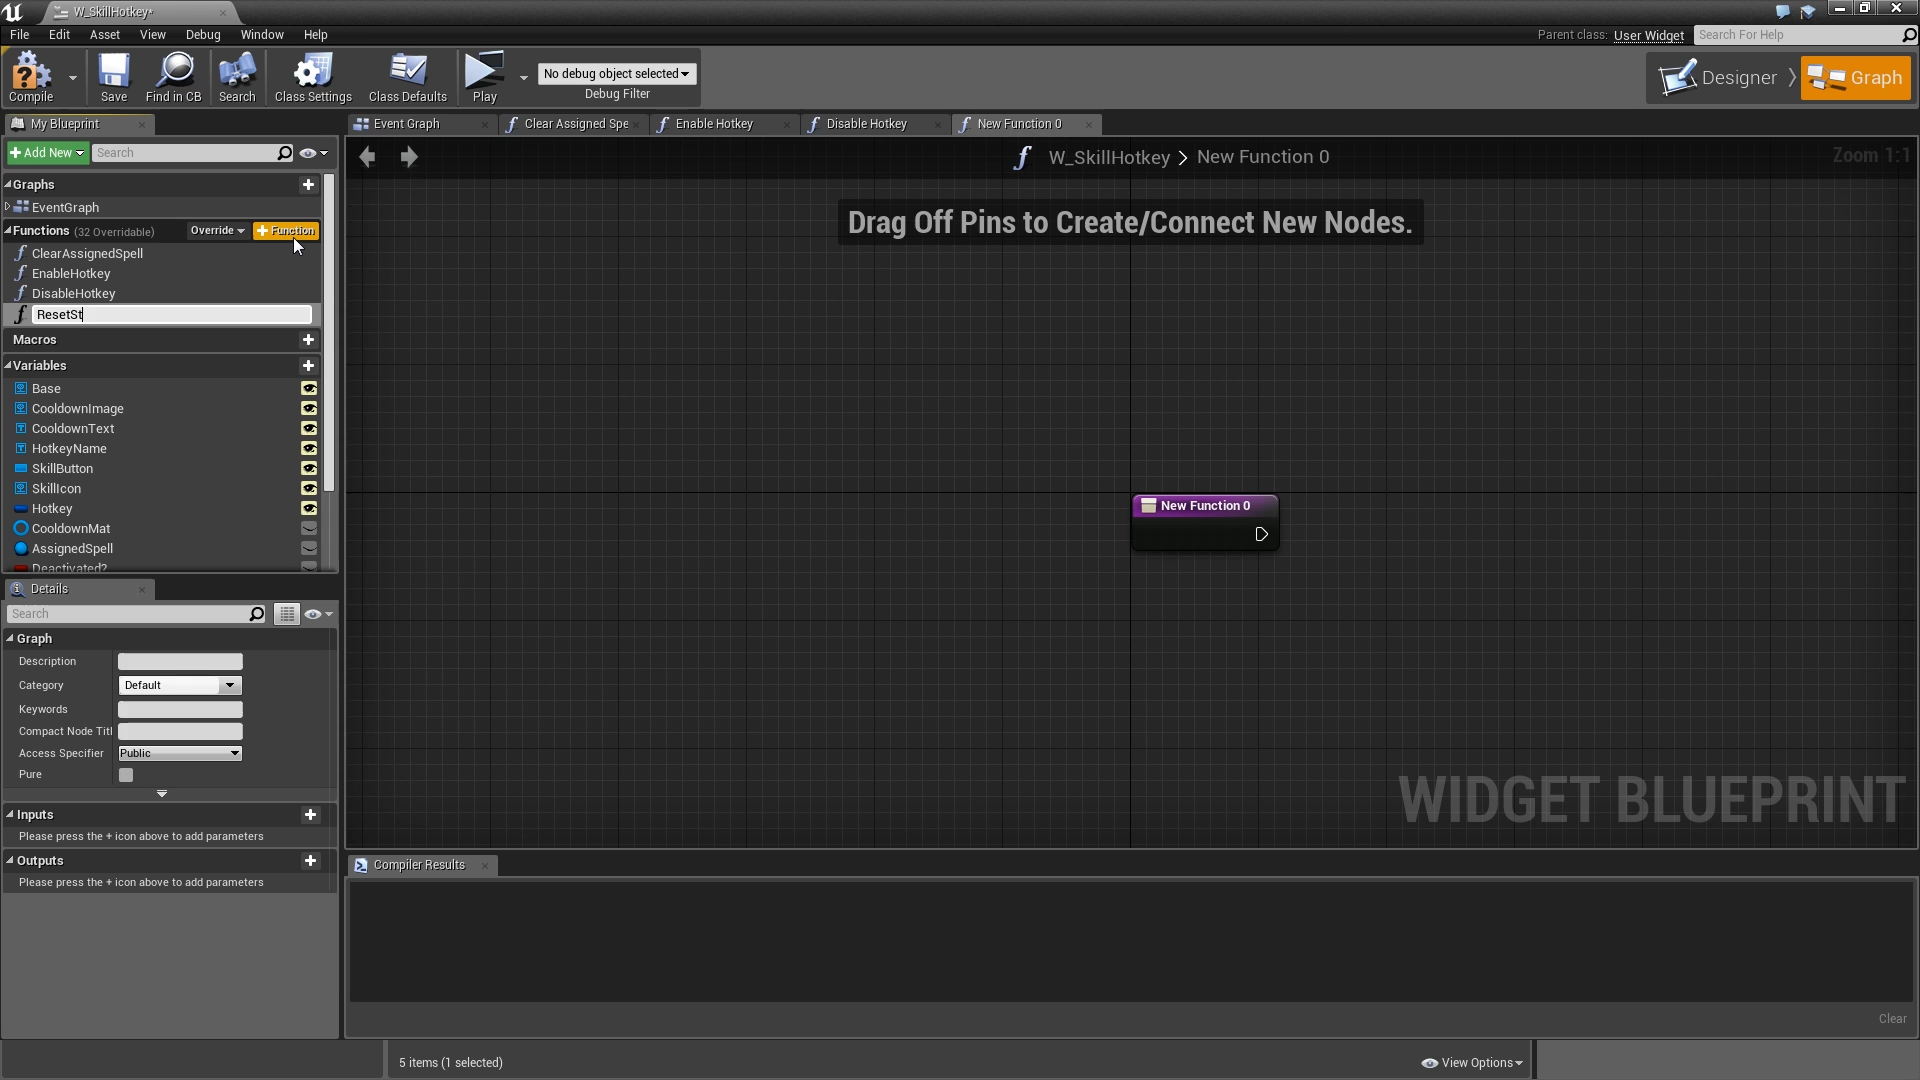 W_SkillHotkey*
File Edit Asset View Debug Window Help
Parent class: User Widget
Search For Help
Compile
Save
Find in CB
Search
Class Settings
Class Defaults
Play
No debug object selected
Debug Filter
Designer
Graph
My Blueprint
Event Graph
Clear Assigned Spe
Enable Hotkey
Disable Hotkey
New Function 0
Add New
Search
W_SkillHotkey > New Function 0
Zoom 1:1
Graphs
EventGraph
Functions (32 Overridable)
Override
Function
ClearAssignedSpell
EnableHotkey
DisableHotkey
ResetSt
Macros
Variables
Base
CooldownImage
CooldownText
HotkeyName
SkillButton
SkillIcon
Hotkey
CooldownMat
AssignedSpell
Deactivated?
Drag Off Pins to Create/Connect New Nodes.
New Function 0
WIDGET BLUEPRINT
Details
Search
Graph
Description
Category
Default
Keywords
Compact Node Titl
Access Specifier
Public
Pure
Inputs
Please press the + icon above to add parameters
Outputs
Please press the + icon above to add parameters
Compiler Results
Clear
5 items (1 selected)
View Options